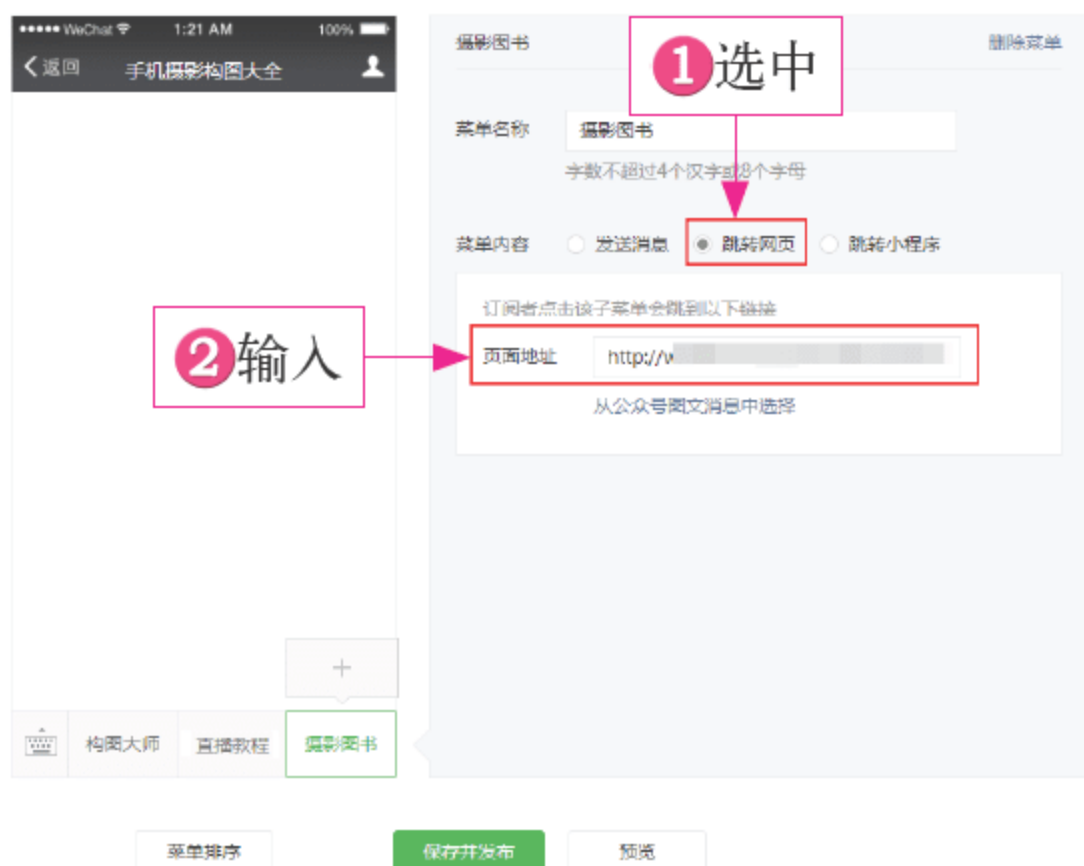 WeChat 1:21 AM 100%
返回 手机摄影构图大全
摄影图书 删除菜单
1选中
菜单名称 摄影图书
字数不超过4个汉字或8个字母
菜单内容 发送消息 跳转网页 跳转小程序
订阅者点击该子菜单会跳到以下链接
2输入
页面地址 http://w
从公众号图文消息中选择
+
构图大师 直播教程 摄影图书
菜单排序 保存并发布 预览